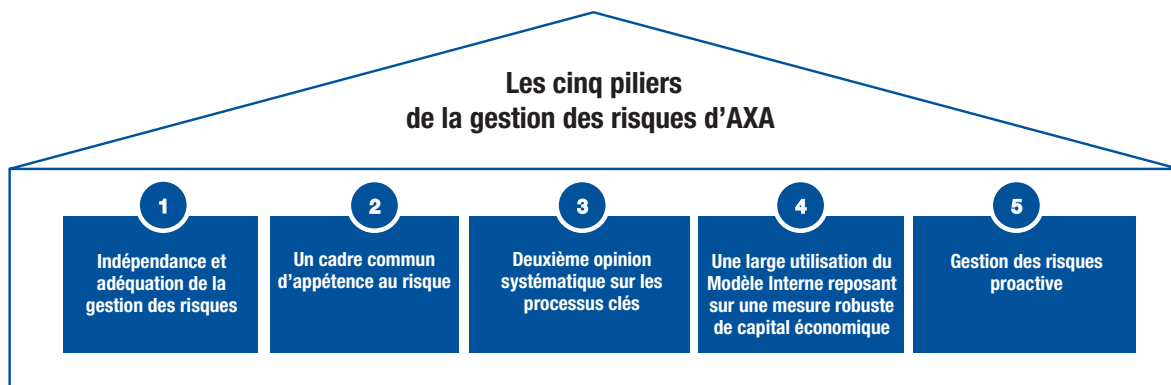 Les cinq piliers
de la gestion des risques d’AXA
1
Indépendance et
adéquation de la
gestion des risques
2
Un cadre commun
d’appétence au risque
3
Deuxième opinion
systématique sur les
processus clés
4
Une large utilisation du
Modèle Interne reposant
sur une mesure robuste
de capital économique
5
Gestion des risques
proactive